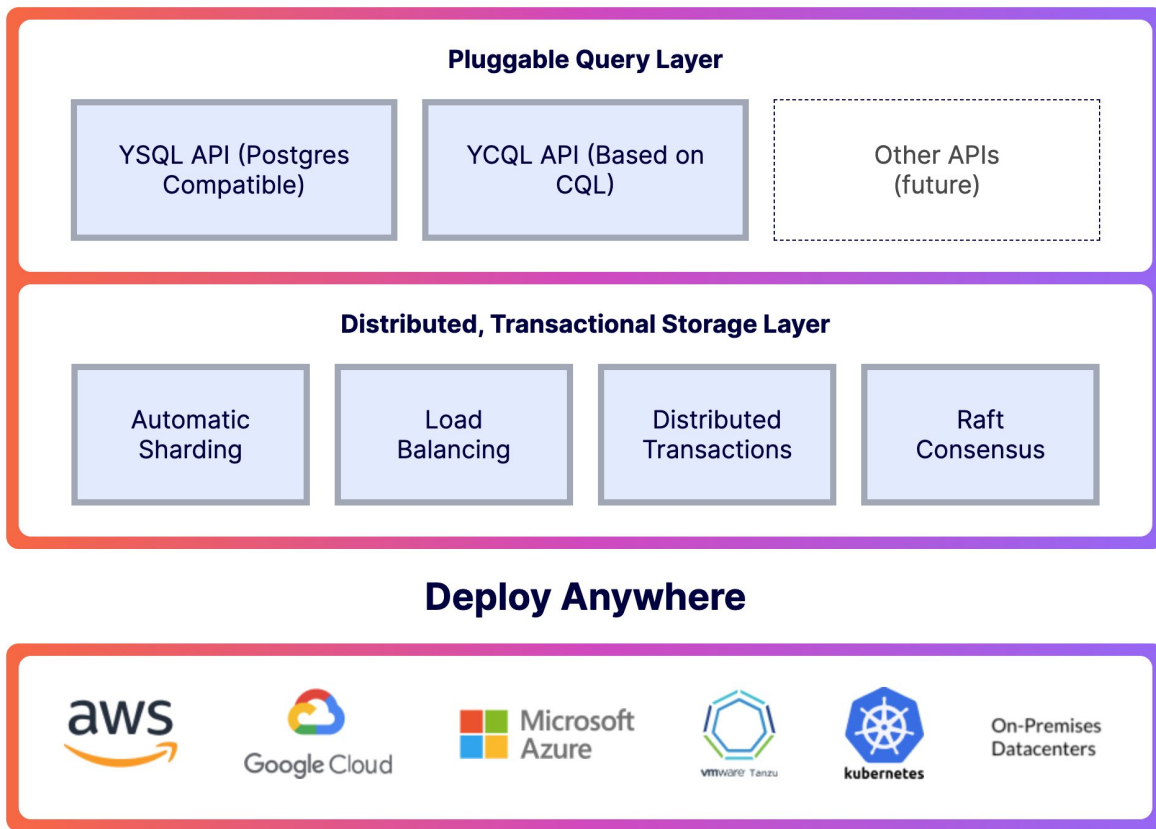 Pluggable Query Layer
YSQL API (Postgres
Compatible)
YCQL API (Based on
CQL)
Other APIs
(future)
Distributed, Transactional Storage Layer
Automatic
Sharding
Load
Balancing
Distributed
Transactions
Raft
Consensus
Deploy Anywhere
aws
Google Cloud
Microsoft
Azure
vmware Tanzu
kubernetes
On-Premises
Datacenters